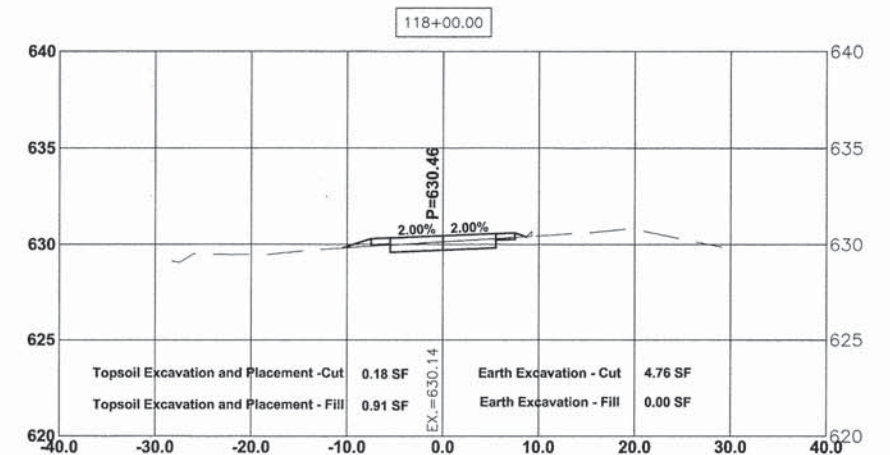 118+00.00
640 640
635 635
P=630.46
2.00% 2.00%
630 630
625 625
EX.=630.14
Topsoil Excavation and Placement -Cut 0.18 SF Earth Excavation - Cut 4.76 SF
Topsoil Excavation and Placement - Fill 0.91 SF Earth Excavation - Fill 0.00 SF
620 620
-40.0 -30.0 -20.0 -10.0 0.0 10.0 20.0 30.0 40.0